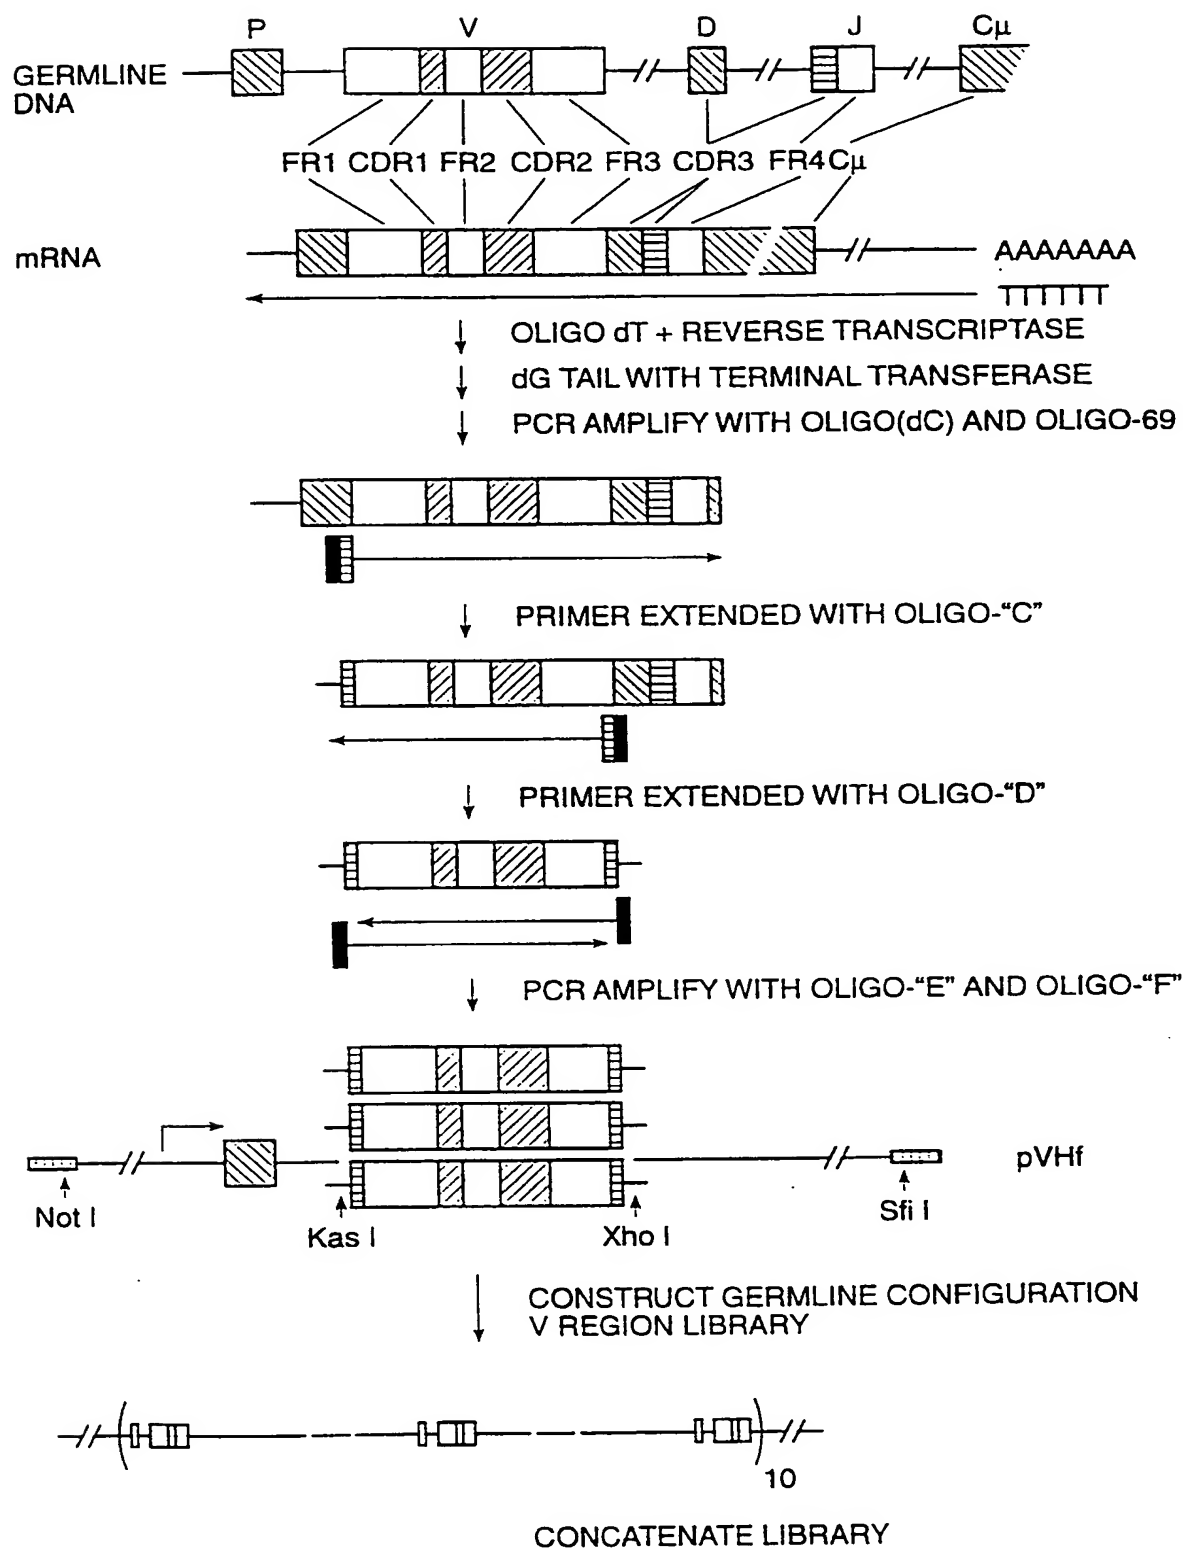 P V D J Cμ
GERMLINE
DNA
FR1 CDR1 FR2 CDR2 FR3 CDR3 FR4 Cμ
mRNA
AAAAAAA
TTTTTT
OLIGO dT + REVERSE TRANSCRIPTASE
dG TAIL WITH TERMINAL TRANSFERASE
PCR AMPLIFY WITH OLIGO(dC) AND OLIGO-69
PRIMER EXTENDED WITH OLIGO-“C”
PRIMER EXTENDED WITH OLIGO-“D”
PCR AMPLIFY WITH OLIGO-“E” AND OLIGO-“F”
pVHf
Not I
Kas I
Xho I
Sfi I
CONSTRUCT GERMLINE CONFIGURATION
V REGION LIBRARY
10
CONCATENATE LIBRARY